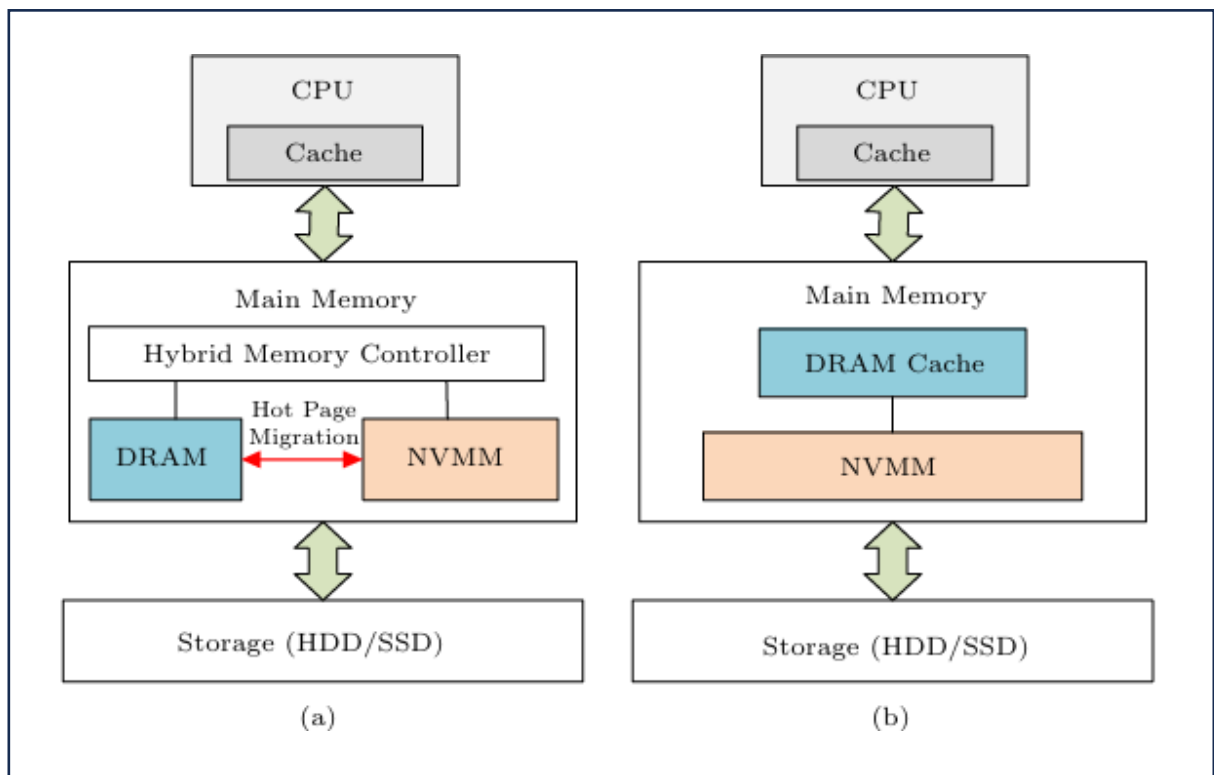 CPU
Cache
Main Memory
Hybrid Memory Controller
Hot Page
Migration
DRAM
NVMM
Storage (HDD/SSD)
(a)
CPU
Cache
Main Memory
DRAM Cache
NVMM
Storage (HDD/SSD)
(b)